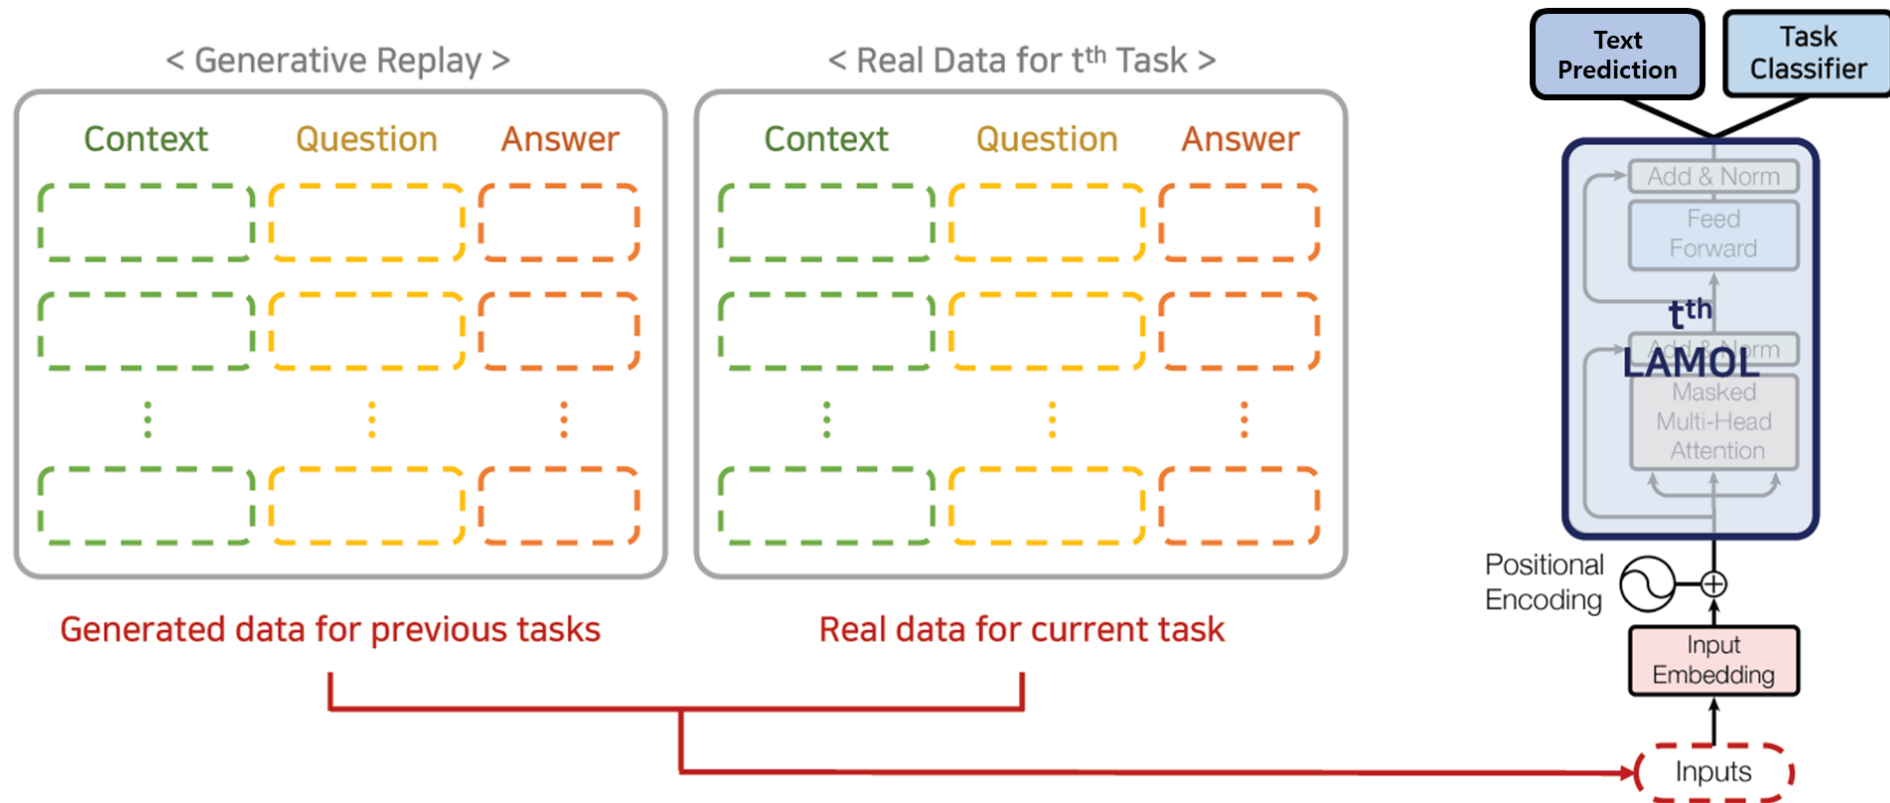 < Generative Replay >
Context Question Answer
Generated data for previous tasks
< Real Data for tth Task >
Context Question Answer
Real data for current task
Text
Prediction
Task
Classifier
Add & Norm
Feed
Forward
tth
LAMOL
Add & Norm
Masked
Multi-Head
Attention
Positional
Encoding
Input
Embedding
Inputs